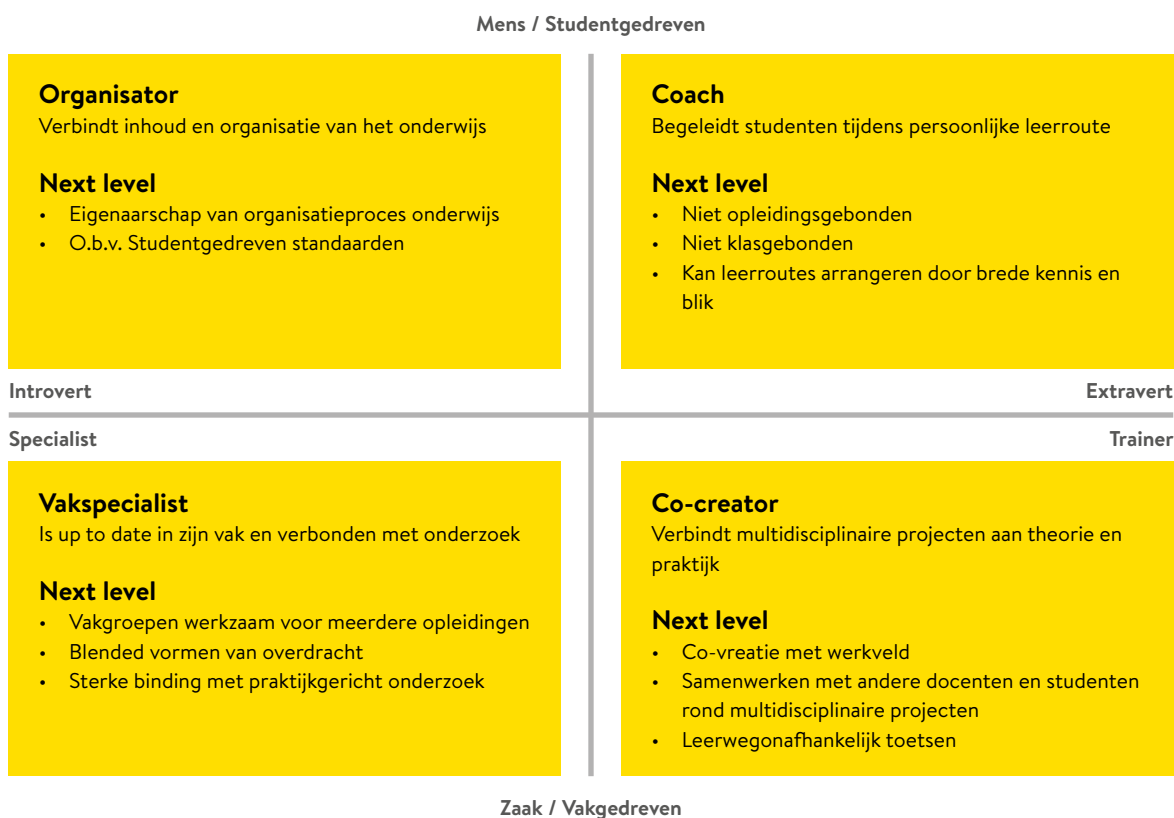 Mens / Studentgedreven
Organisator
Verbindt inhoud en organisatie van het onderwijs
Next level
• Eigenaarschap van organisatieproces onderwijs
• O.b.v. Studentgedreven standaarden
Coach
Begeleidt studenten tijdens persoonlijke leerroute
Next level
• Niet opleidingsgebonden
• Niet klasgebonden
• Kan leerroutes arrangeren door brede kennis en
blik
Introvert
Extravert
Specialist
Trainer
Vakspecialist
Is up to date in zijn vak en verbonden met onderzoek
Next level
• Vakgroepen werkzaam voor meerdere opleidingen
• Blended vormen van overdracht
• Sterke binding met praktijkgericht onderzoek
Co-creator
Verbindt multidisciplinaire projecten aan theorie en
praktijk
Next level
• Co-vreatie met werkveld
• Samenwerken met andere docenten en studenten
rond multidisciplinaire projecten
• Leerwegonafhankelijk toetsen
Zaak / Vakgedreven